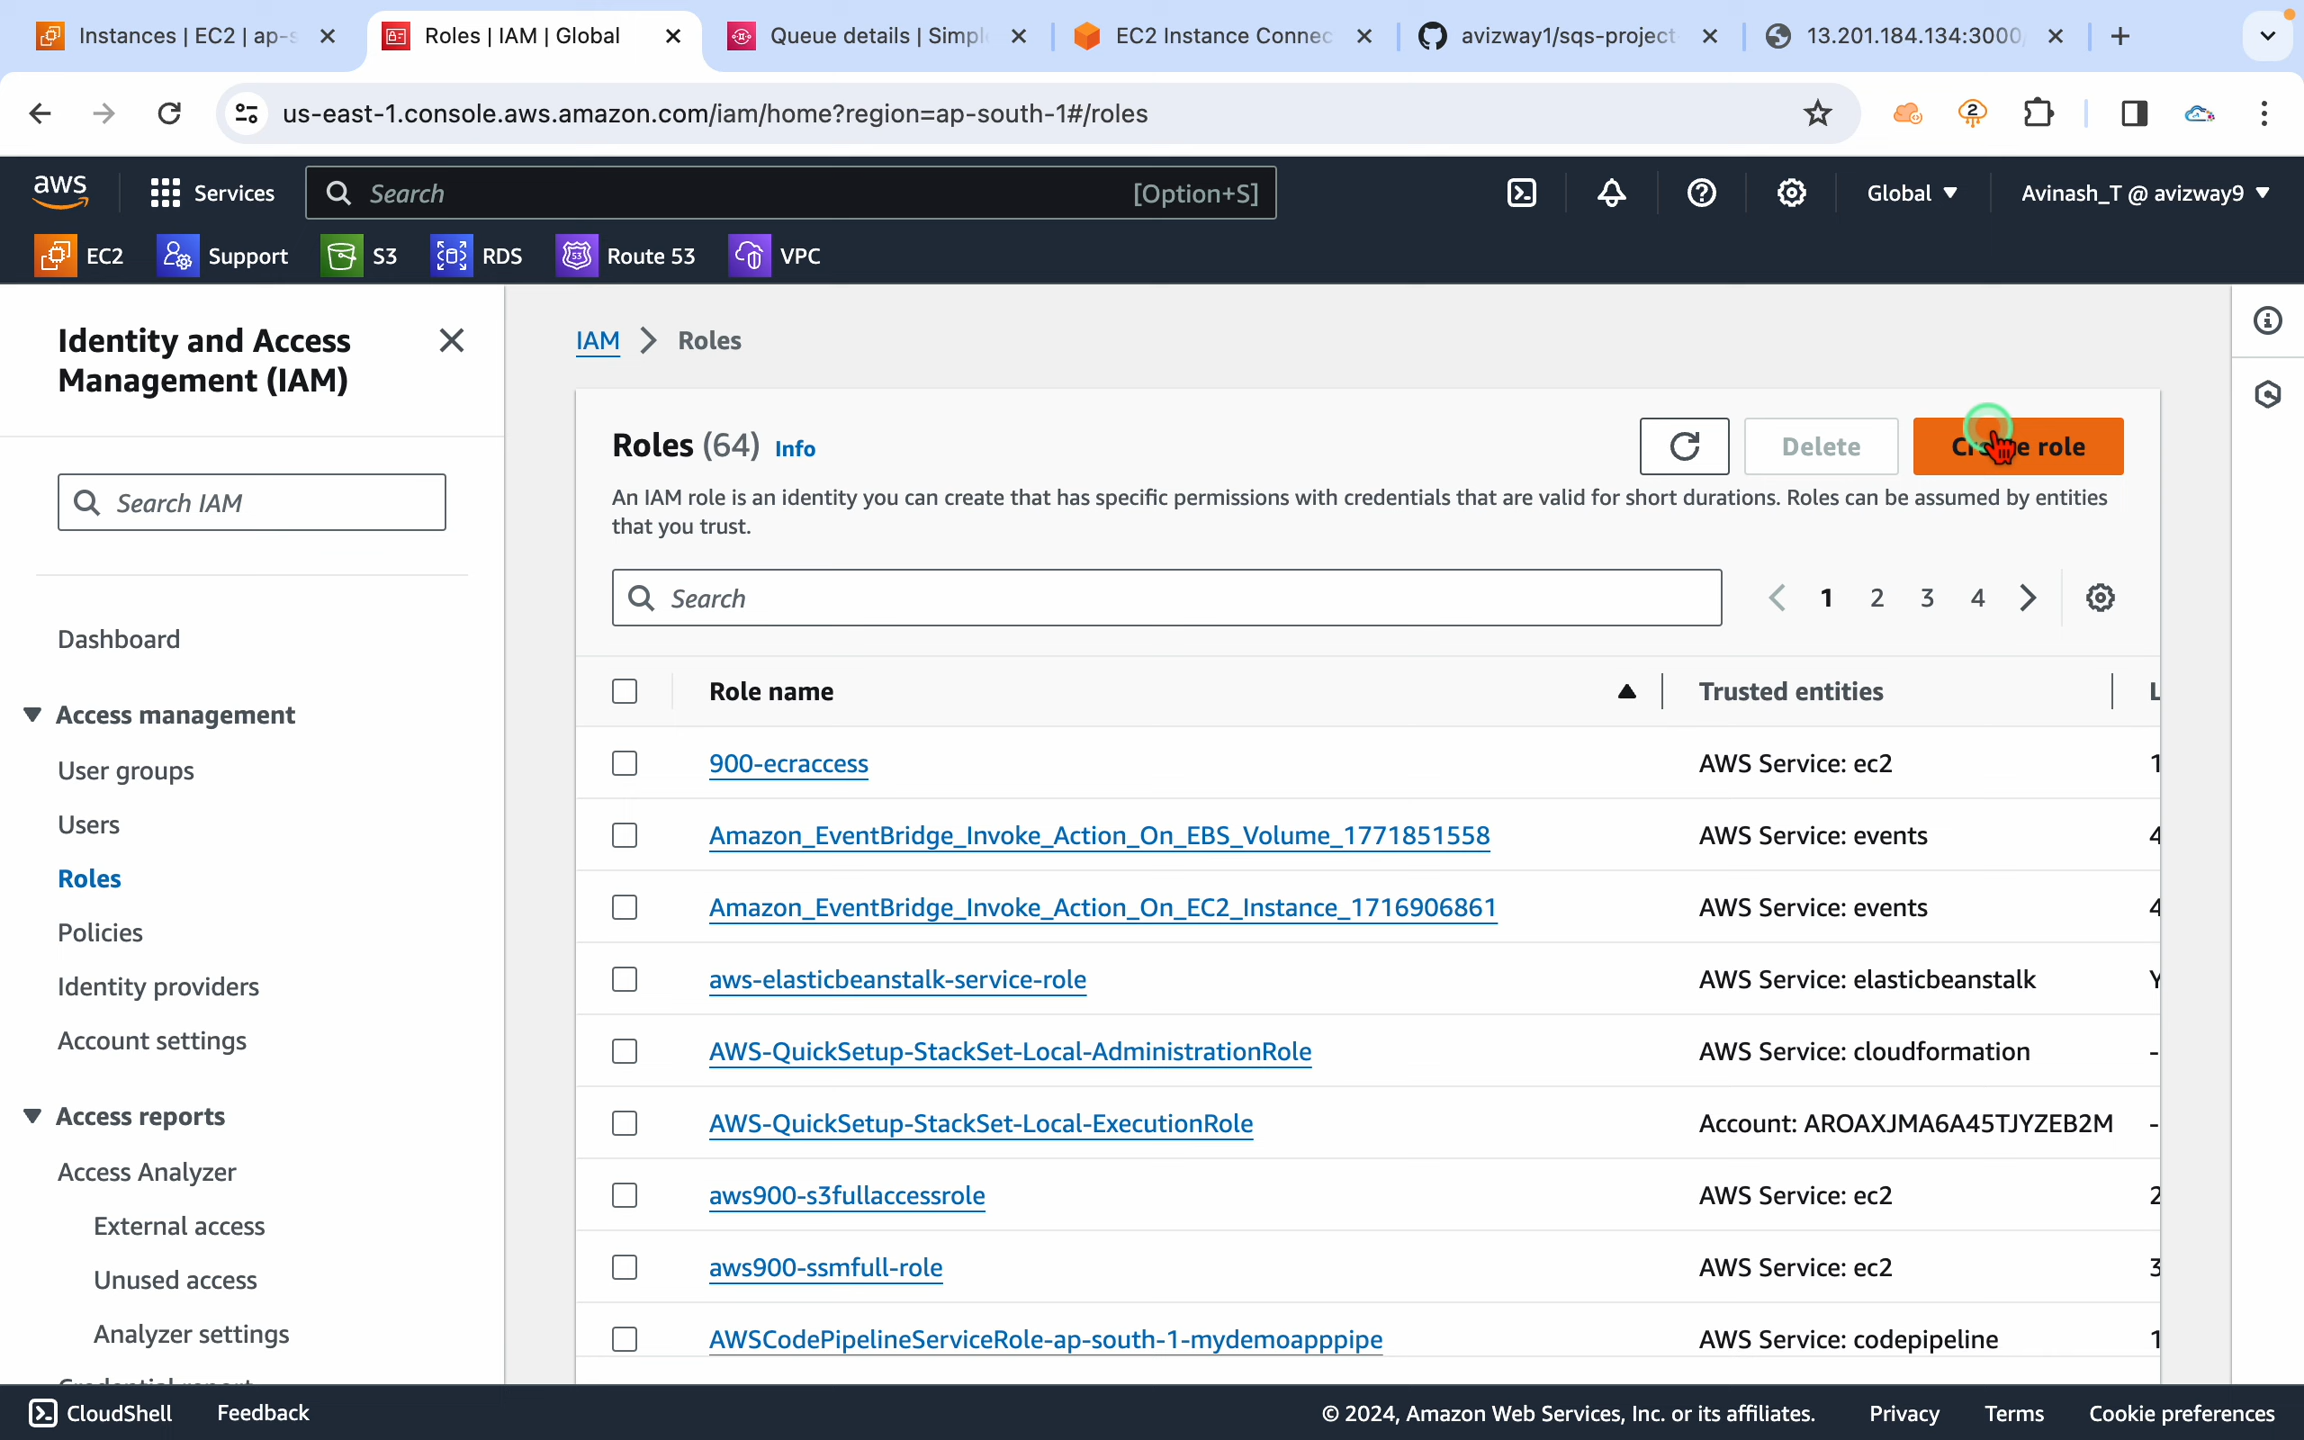 Instances | EC2 | ap-s
Roles | IAM | Global
Queue details | Simpl
EC2 Instance Connec
avizway1/sqs-project
13.201.184.134:3000/
us-east-1.console.aws.amazon.com/iam/home?region=ap-south-1#/roles
2
aws
Services
Search
[Option+S]
Global
Avinash_T @ avizway9
EC2
Support
S3
RDS
53
Route 53
VPC
Identity and Access
Management (IAM)
Search IAM
Dashboard
Access management
User groups
Users
Roles
Policies
Identity providers
Account settings
Access reports
Access Analyzer
External access
Unused access
Analyzer settings
IAM > Roles
Roles (64) Info
Delete
role
An IAM role is an identity you can create that has specific permissions with credentials that are valid for short durations. Roles can be assumed by entities
that you trust.
Search
1 2 3 4
Role name Trusted entities L
900-ecraccess AWS Service: ec2 1
Amazon_EventBridge_Invoke_Action_On_EBS_Volume_1771851558 AWS Service: events 4
Amazon_EventBridge_Invoke_Action_On_EC2_Instance_1716906861 AWS Service: events 4
aws-elasticbeanstalk-service-role AWS Service: elasticbeanstalk Y
AWS-QuickSetup-StackSet-Local-AdministrationRole AWS Service: cloudformation -
AWS-QuickSetup-StackSet-Local-ExecutionRole Account: AROAXJMA6A45TJYZEB2M -
aws900-s3fullaccessrole AWS Service: ec2 2
aws900-ssmfull-role AWS Service: ec2 3
AWSCodePipelineServiceRole-ap-south-1-mydemoapppipe AWS Service: codepipeline 1
CloudShell
Feedback
© 2024, Amazon Web Services, Inc. or its affiliates.
Privacy
Terms
Cookie preferences